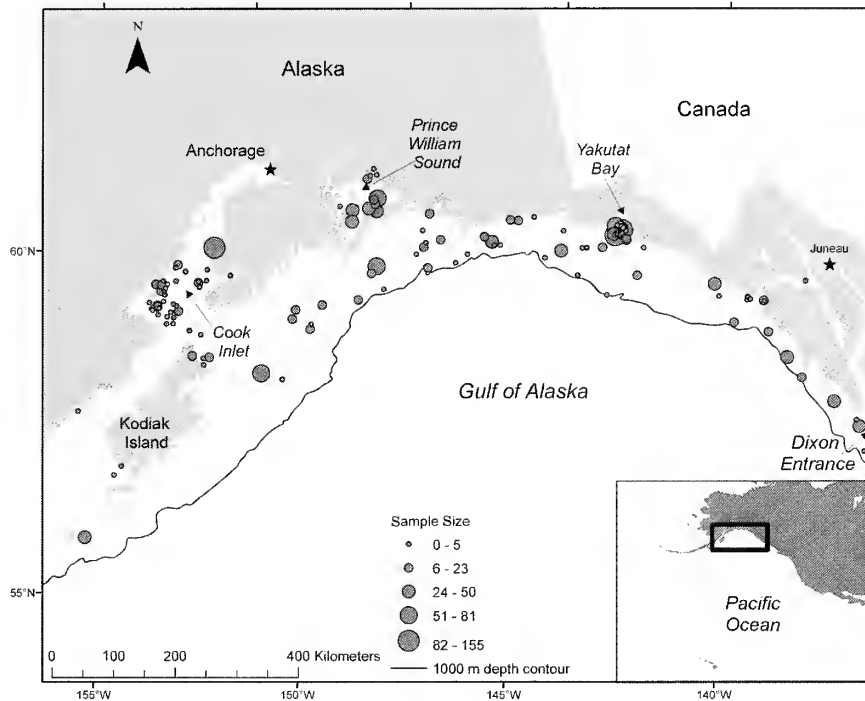 N
Alaska
Canada
Prince
William
Sound
Anchorage
Yakutat
Bay
60°N
Juneau
Cook
Inlet
Gulf of Alaska
Kodiak
Island
Dixon
Entrance
Sample Size
0 - 5
6 - 23
24 - 50
51 - 81
82 - 155
1000 m depth contour
55°N
0 100 200 400 Kilometers
Pacific
Ocean
155°W
150°W
145°W
140°W